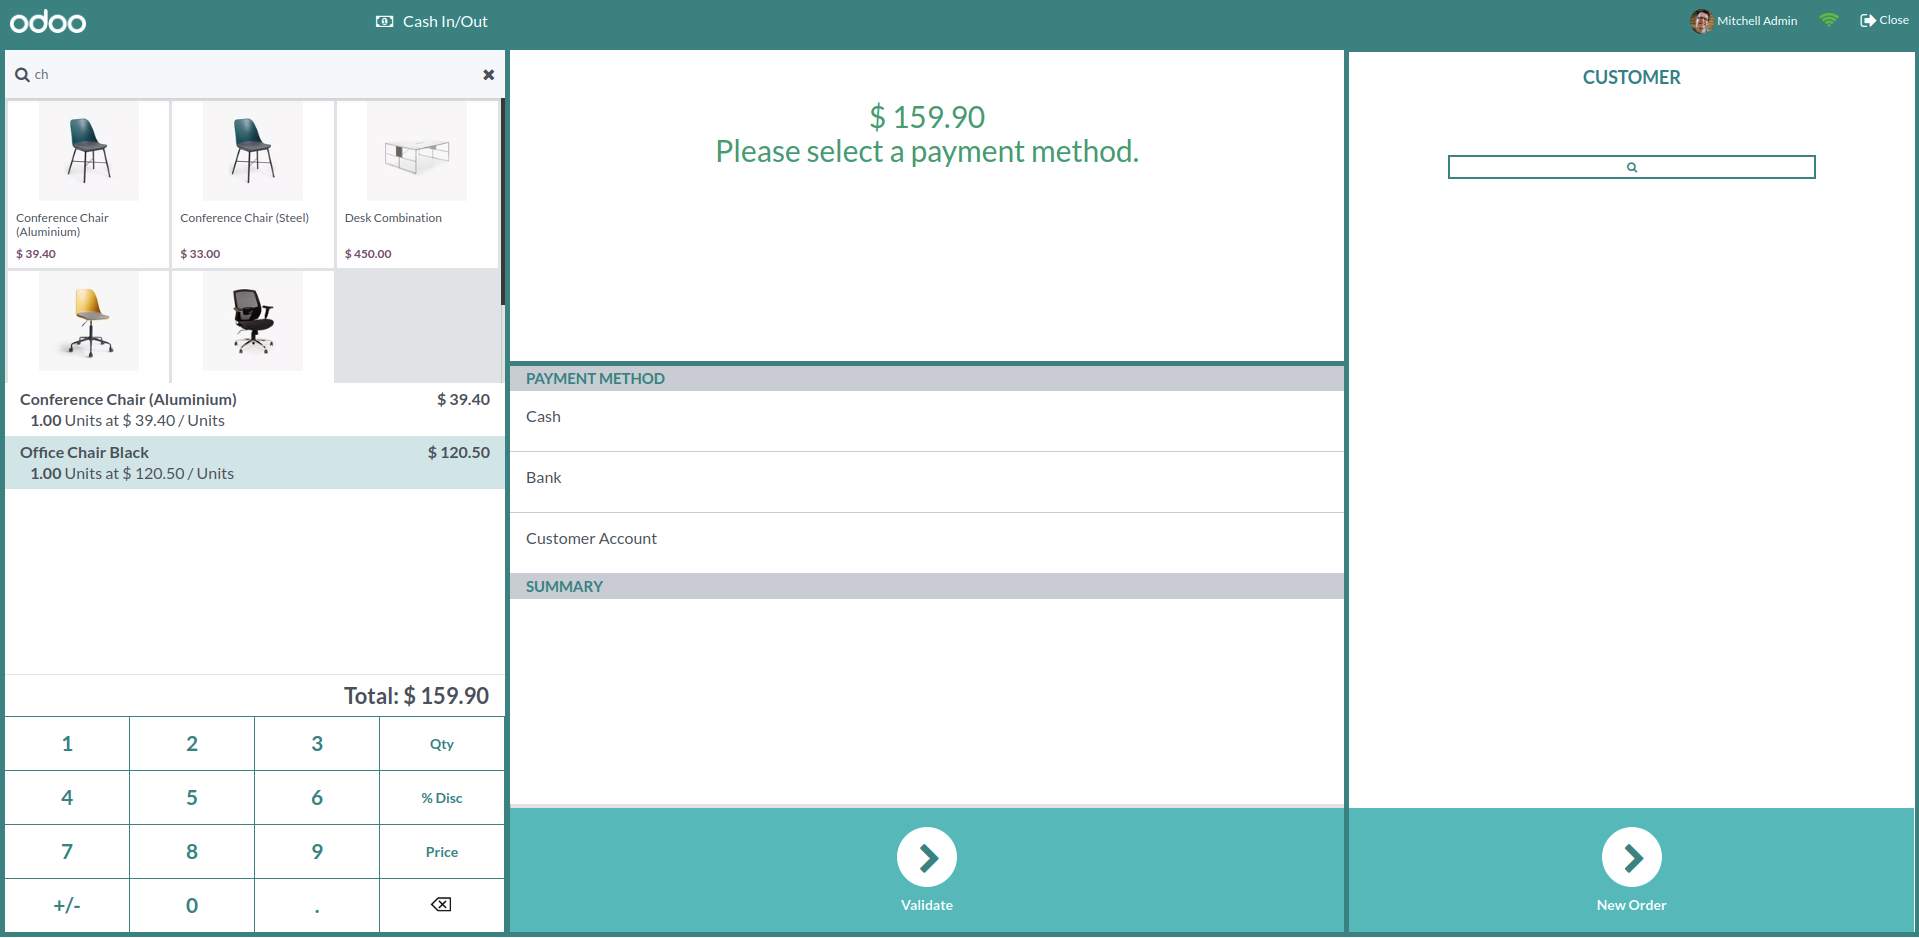 odoo
Cash In/Out
Mitchell Admin
Close
ch
Conference Chair
(Aluminium)
$ 39.40
Conference Chair (Steel)
$ 33.00
Desk Combination
$ 450.00
Conference Chair (Aluminium) $ 39.40
1.00 Units at $ 39.40 / Units
Office Chair Black $ 120.50
1.00 Units at $ 120.50 / Units
Total: $ 159.90
1 2 3 Qty
4 5 6 % Disc
7 8 9 Price
+/- 0 .
$ 159.90
Please select a payment method.
PAYMENT METHOD
Cash
Bank
Customer Account
SUMMARY
Validate
CUSTOMER
New Order